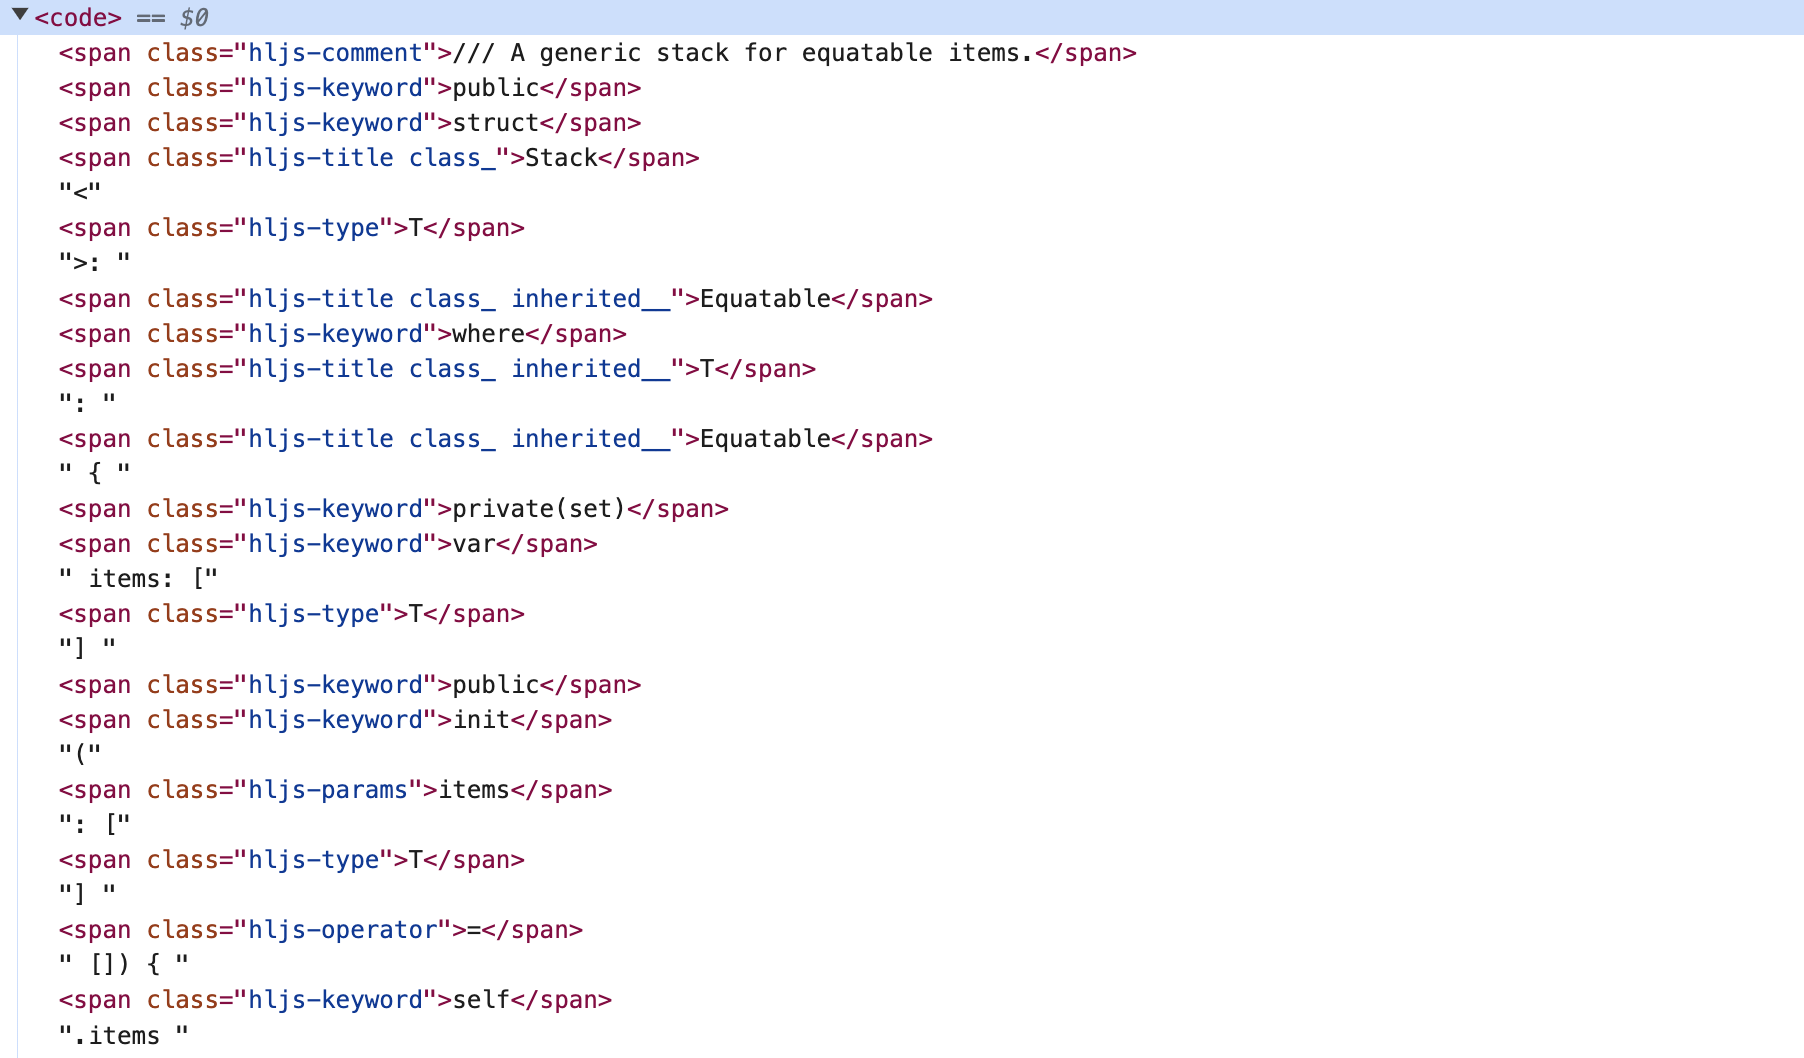 ▼<code> == $0
<span class="hljs-comment">/// A generic stack for equatable items.</span>
<span class="hljs-keyword">public</span>
<span class="hljs-keyword">struct</span>
<span class="hljs-title class_">Stack</span>
"<"
<span class="hljs-type">T</span>
">: "
<span class="hljs-title class_ inherited__">Equatable</span>
<span class="hljs-keyword">where</span>
<span class="hljs-title class_ inherited__">T</span>
": "
<span class="hljs-title class_ inherited__">Equatable</span>
" { "
<span class="hljs-keyword">private(set)</span>
<span class="hljs-keyword">var</span>
" items: ["
<span class="hljs-type">T</span>
"] "
<span class="hljs-keyword">public</span>
<span class="hljs-keyword">init</span>
"("
<span class="hljs-params">items</span>
": ["
<span class="hljs-type">T</span>
"] "
<span class="hljs-operator">=</span>
" []) { "
<span class="hljs-keyword">self</span>
".items "